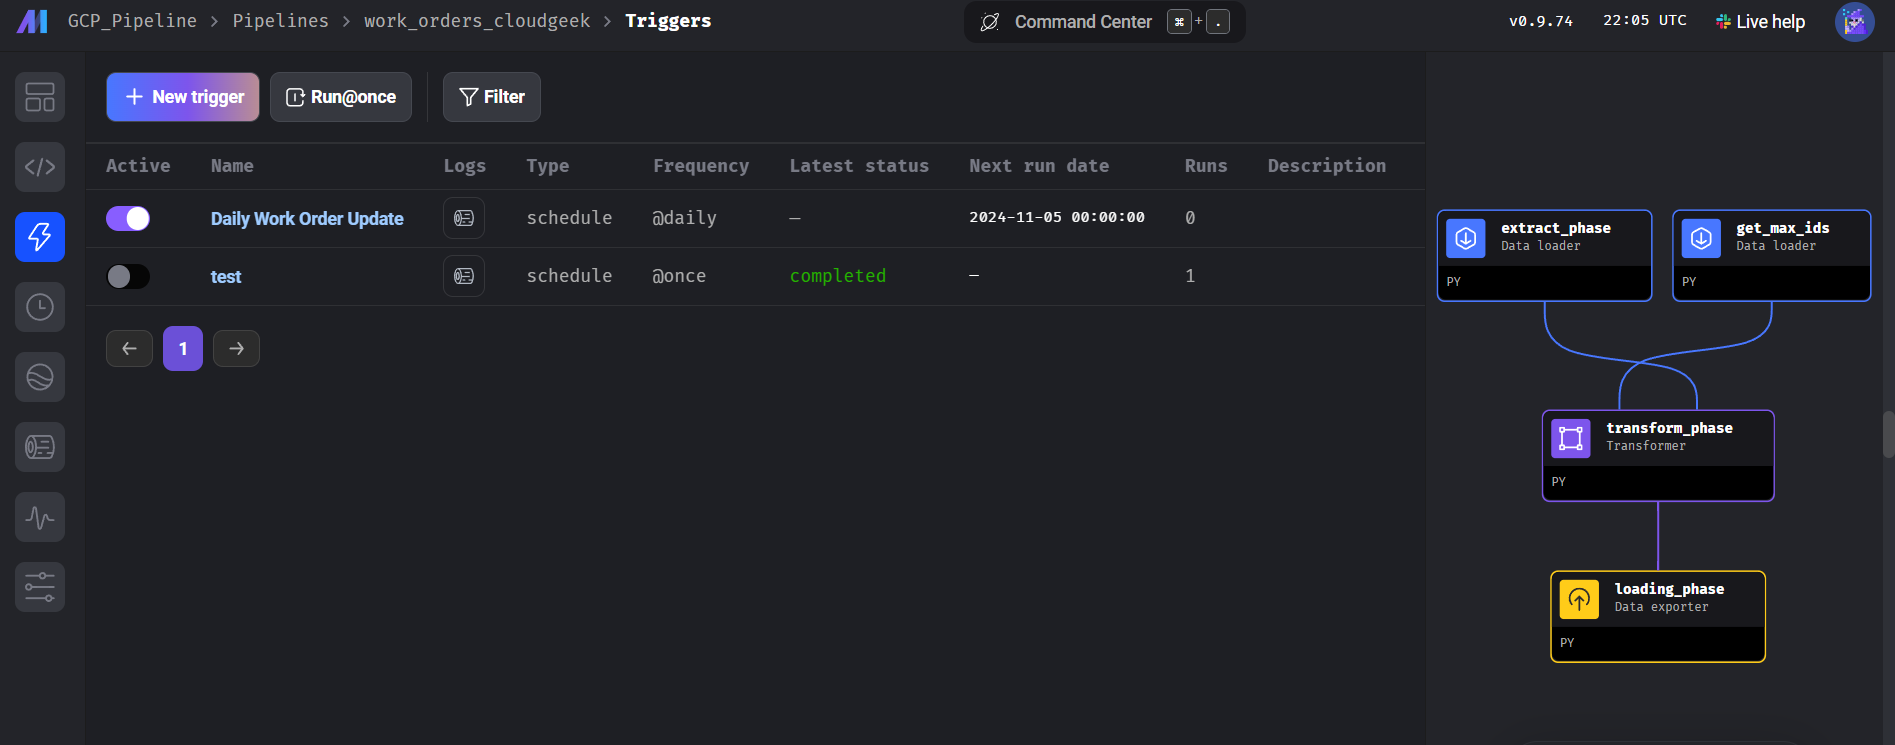 GCP_Pipeline > Pipelines > work_orders_cloudgeek > Triggers
Command Center ⌘ + .
v0.9.74
22:05 UTC
Live help
New trigger
Run@once
Filter
Active Name Logs Type Frequency Latest status Next run date Runs Description
Daily Work Order Update schedule @daily — 2024-11-05 00:00:00 0
test schedule @once completed — 1
1
extract_phase
Data loader
PY
get_max_ids
Data loader
PY
transform_phase
Transformer
PY
loading_phase
Data exporter
PY